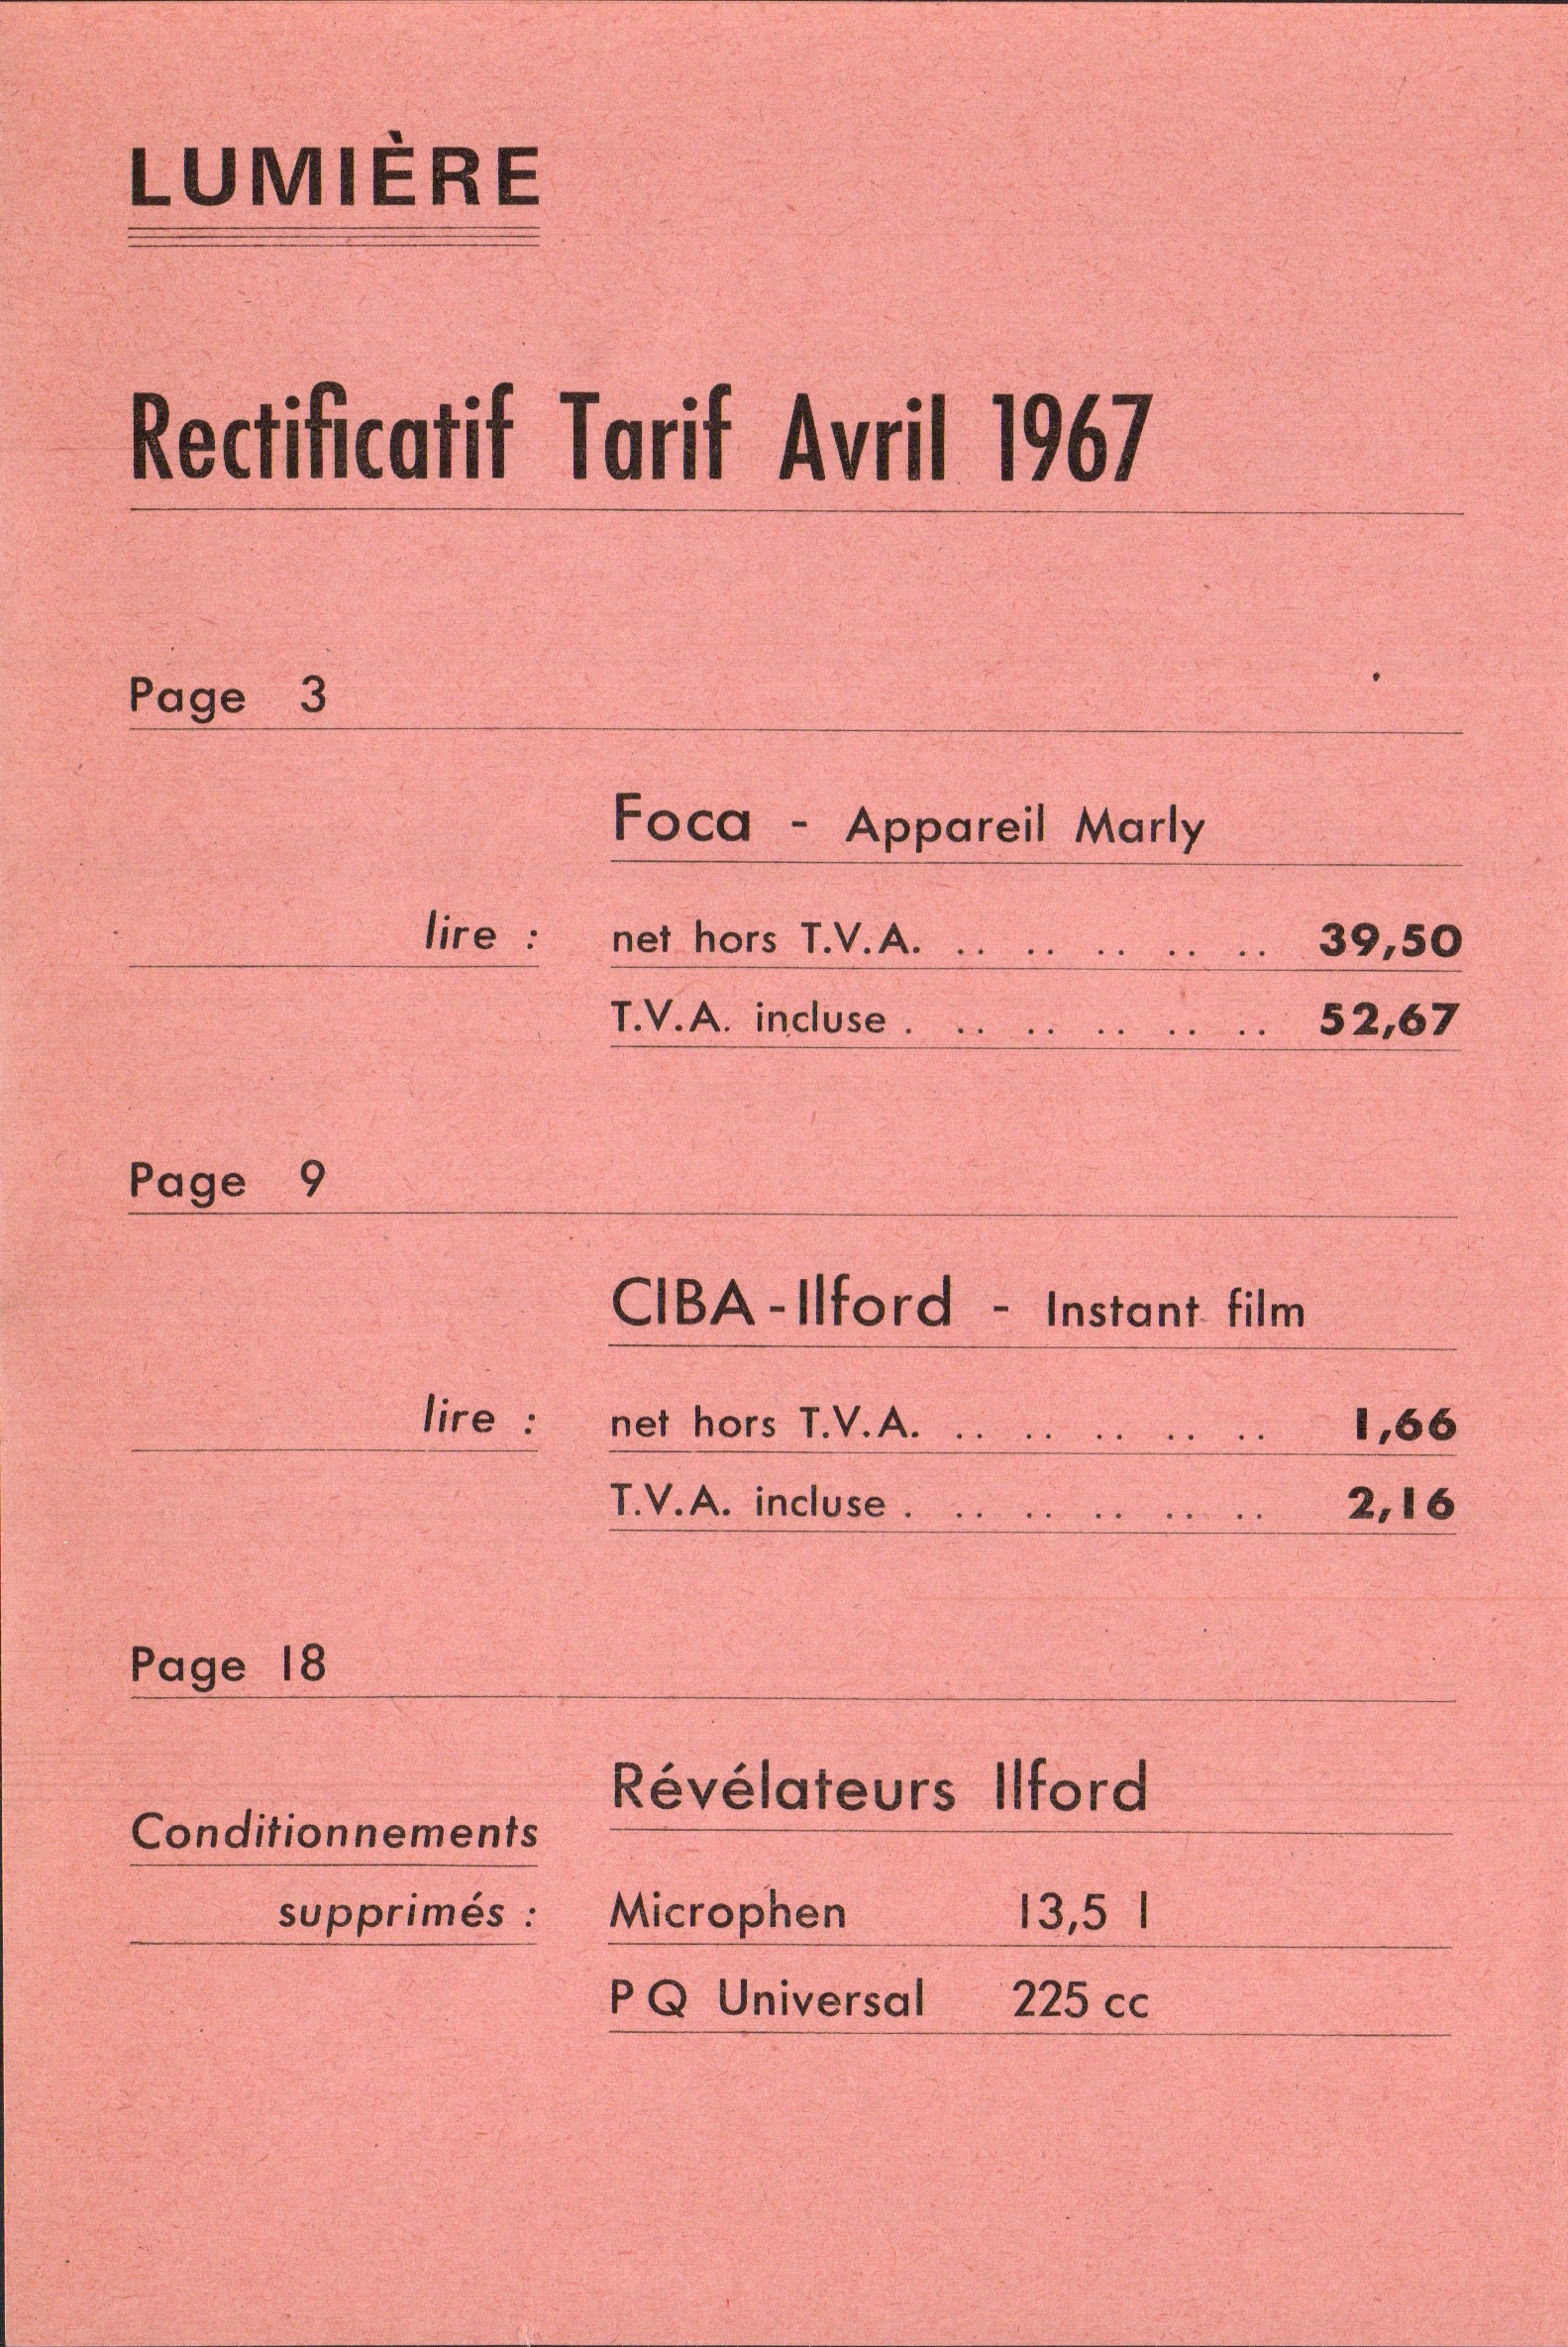 LUMIÈRE
Rectificatif Tarif Avril 1967
Page 3
Foca - Appareil Marly
lire : net hors T.V.A. .. .. .. .. .. 39,50
T.V.A. incluse . .. .. .. .. .. 52,67
Page 9
CIBA-Ilford - Instant film
lire : net hors T.V.A. .. .. .. .. .. 1,66
T.V.A. incluse . .. .. .. .. .. 2,16
Page 18
Révélateurs Ilford
Conditionnements
supprimés : Microphen 13,5 l
PQ Universal 225 cc